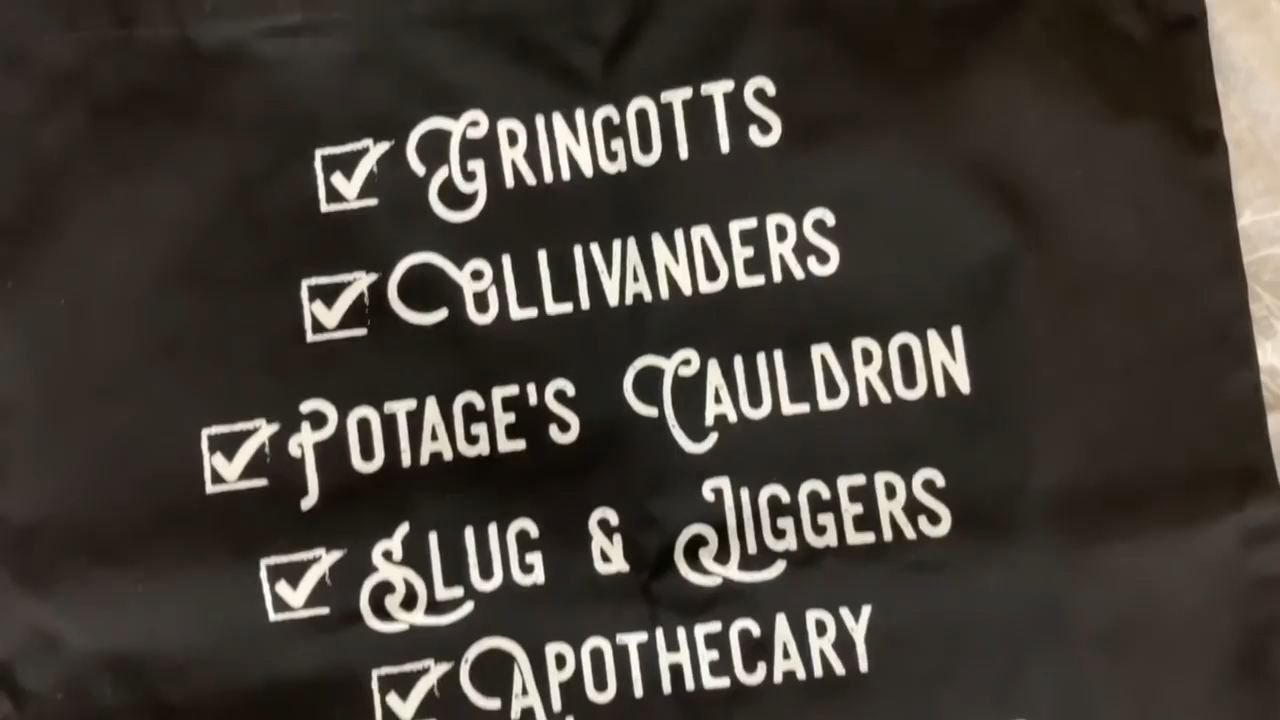 GRINGOTTS
OLLIVANDERS
POTAGE'S CAULDRON
SLUG & JIGGERS
APOTHECARY